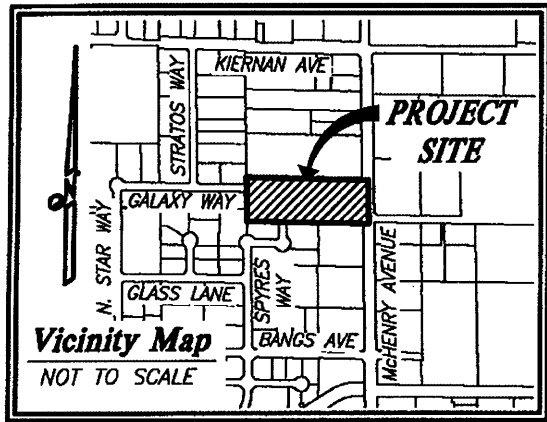 KIERNAN AVE
STRATOS WAY
PROJECT
SITE
N
GALAXY WAY
N. STAR WAY
GLASS LANE
SPYRES
WAY
McHENRY AVENUE
BANGS AVE
Vicinity Map
NOT TO SCALE